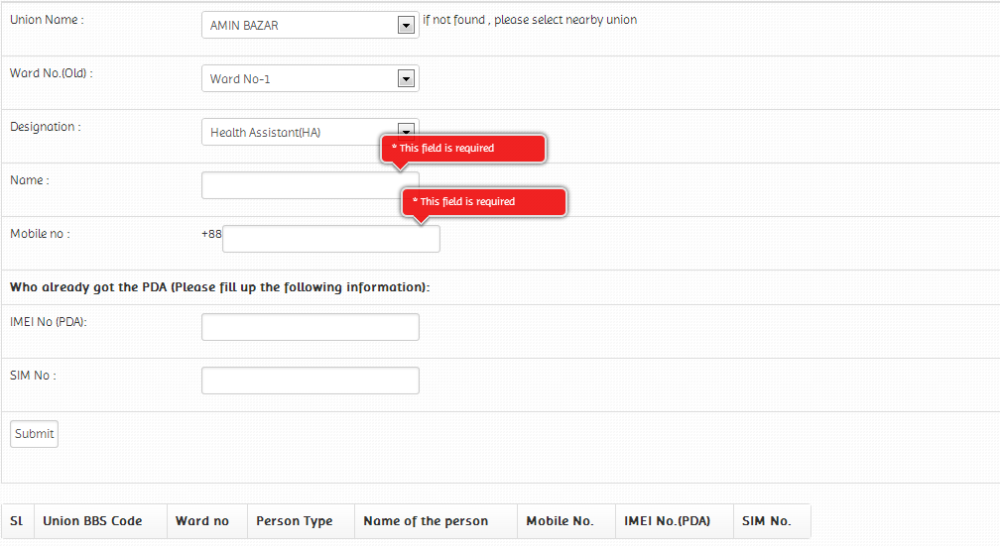 Union Name :
AMIN BAZAR
if not found , please select nearby union
Ward No.(Old) :
Ward No-1
Designation :
Health Assistant(HA)
* This field is required
Name :
* This field is required
Mobile no :
+88
Who already got the PDA (Please fill up the following information):
IMEI No (PDA):
SIM No :
Submit
Sl Union BBS Code Ward no Person Type Name of the person Mobile No. IMEI No.(PDA) SIM No.